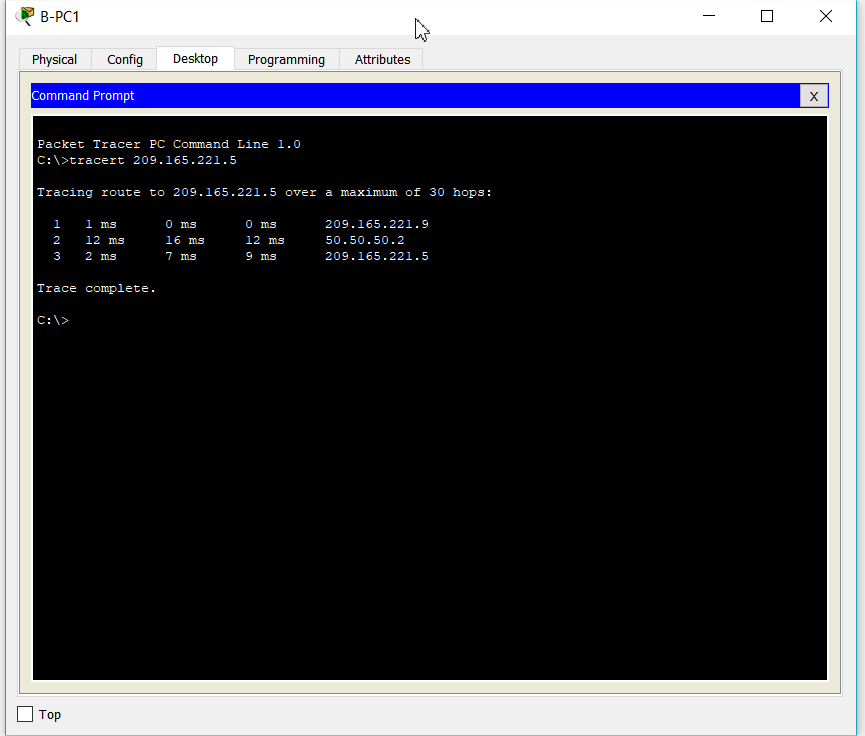 B-PC1
Physical Config Desktop Programming Attributes
Command Prompt X
Packet Tracer PC Command Line 1.0
C:\>tracert 209.165.221.5
Tracing route to 209.165.221.5 over a maximum of 30 hops:
1 1 ms 0 ms 0 ms 209.165.221.9
2 12 ms 16 ms 12 ms 50.50.50.2
3 2 ms 7 ms 9 ms 209.165.221.5
Trace complete.
C:\>
Top